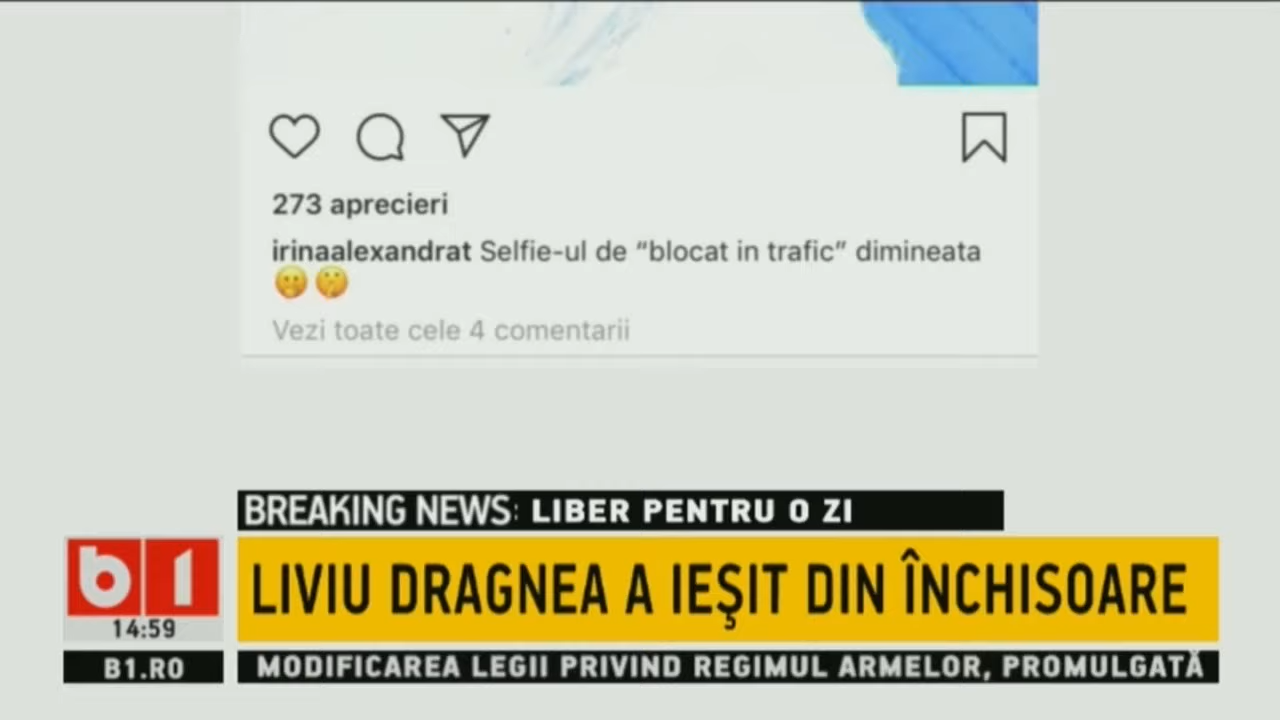 273 aprecieri
irinaalexandrat Selfie-ul de “blocat in trafic” dimineata
🤭 🤫
Vezi toate cele 4 comentarii
BREAKING NEWS: LIBER PENTRU O ZI
b1
LIVIU DRAGNEA A IEŞIT DIN ÎNCHISOARE
14:59
B1.RO
MODIFICAREA LEGII PRIVIND REGIMUL ARMELOR, PROMULGATĂ